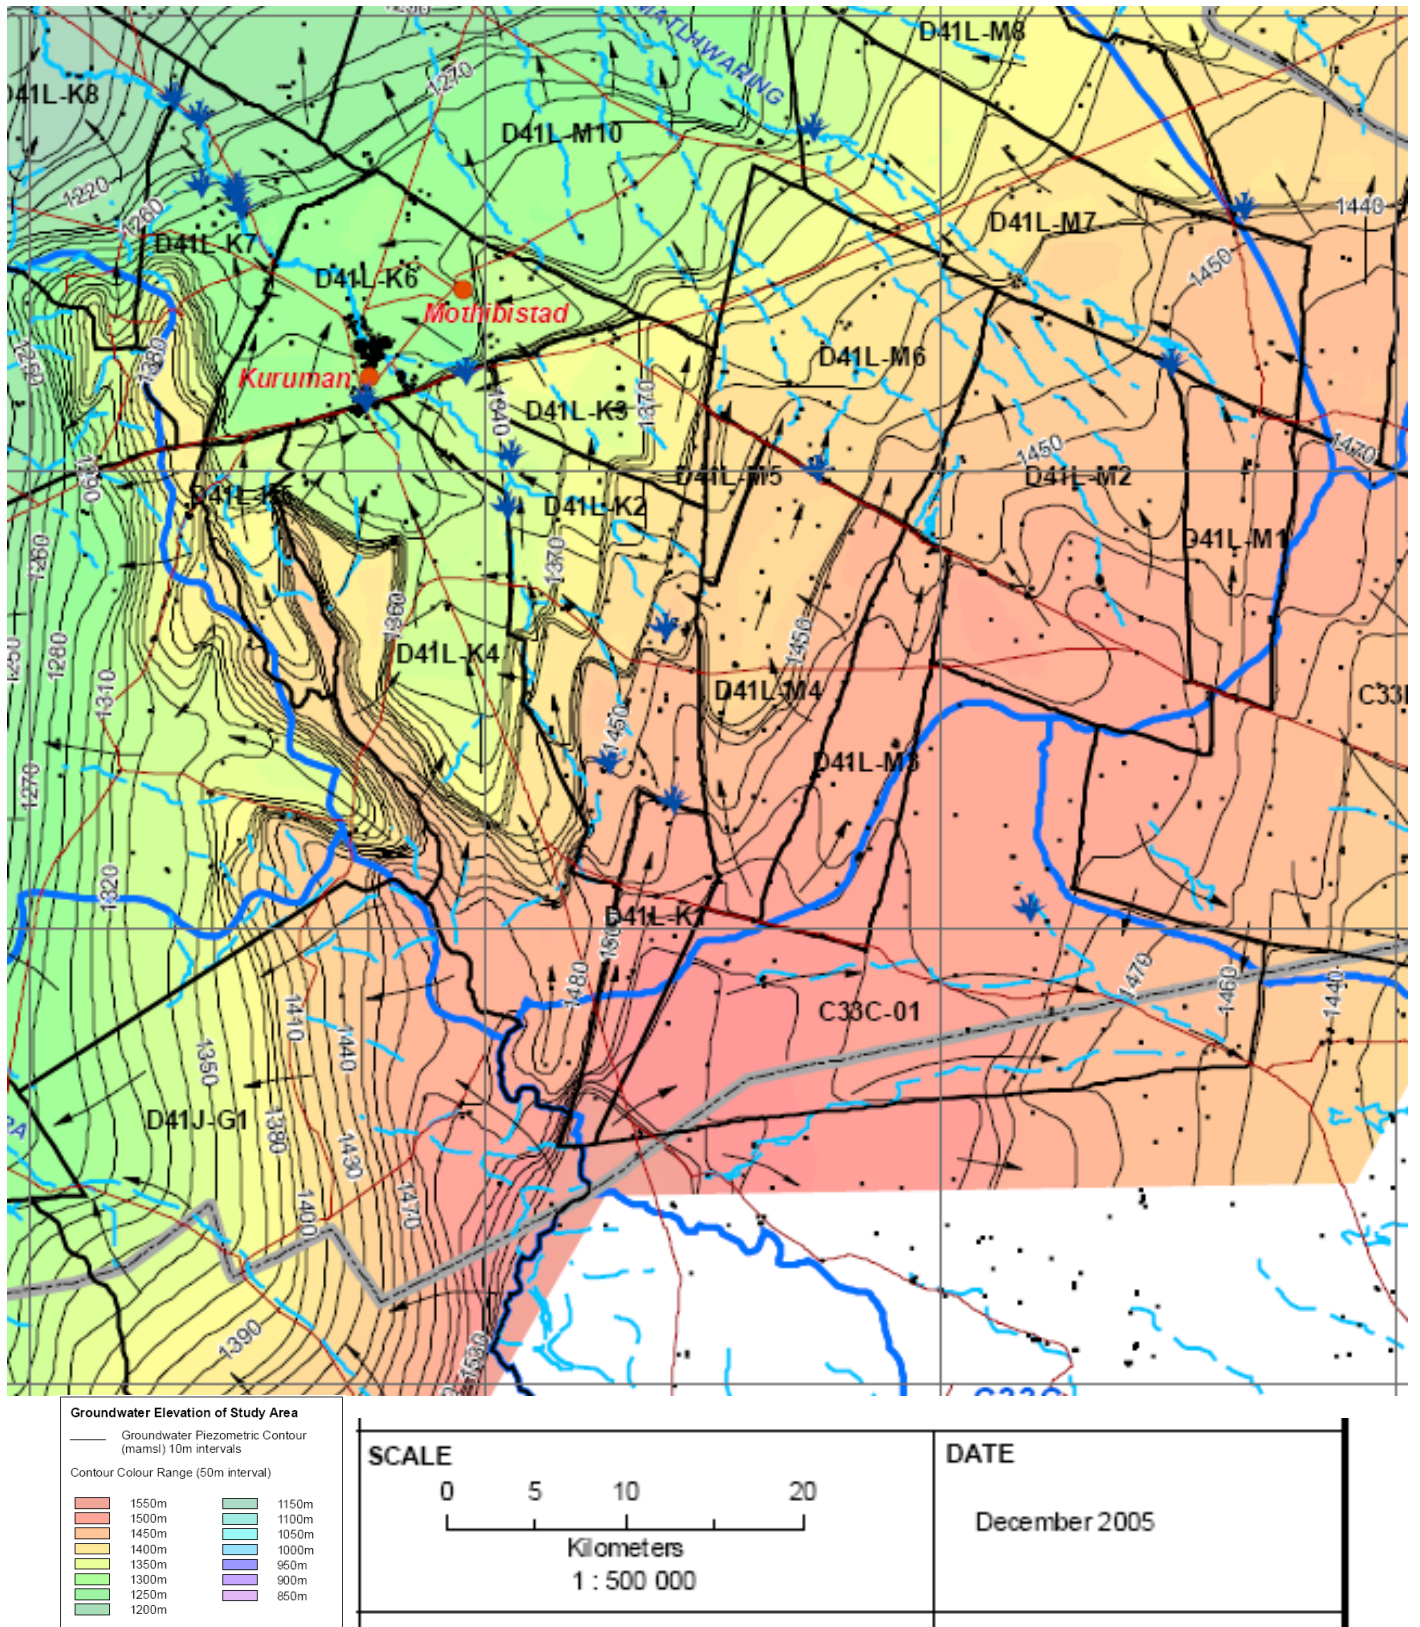 MATLHWARING
D41L-M8
1270
D41L-K8
D41L-M10
1220
1260
D41L-K7
D41L-K6
D41L-M7
1440
1450
Mothibistad
1250
1380
Kuruman
D41L-M6
1370
D41L-K3
1450
1470
D41L-M5
D41L-M2
D41L-K2
D41L-M1
1260
1370
1360
1450
1250
1280
D41L-K4
D41L-M4
C33
1310
1450
D41L-M3
1270
1320
D41L-K1
1480
1470
1460
1440
1410
C33C-01
1440
1350
D41J-G1
1380
1430
1470
1400
1390
1530
Groundwater Elevation of Study Area
Groundwater Piezometric Contour
(mamsl) 10m intervals
Contour Colour Range (50m interval)
1550m 1150m
1500m 1100m
1450m 1050m
1400m 1000m
1350m 950m
1300m 900m
1250m 850m
1200m
SCALE
0 5 10 20
Kilometers
1 : 500 000
DATE
December 2005